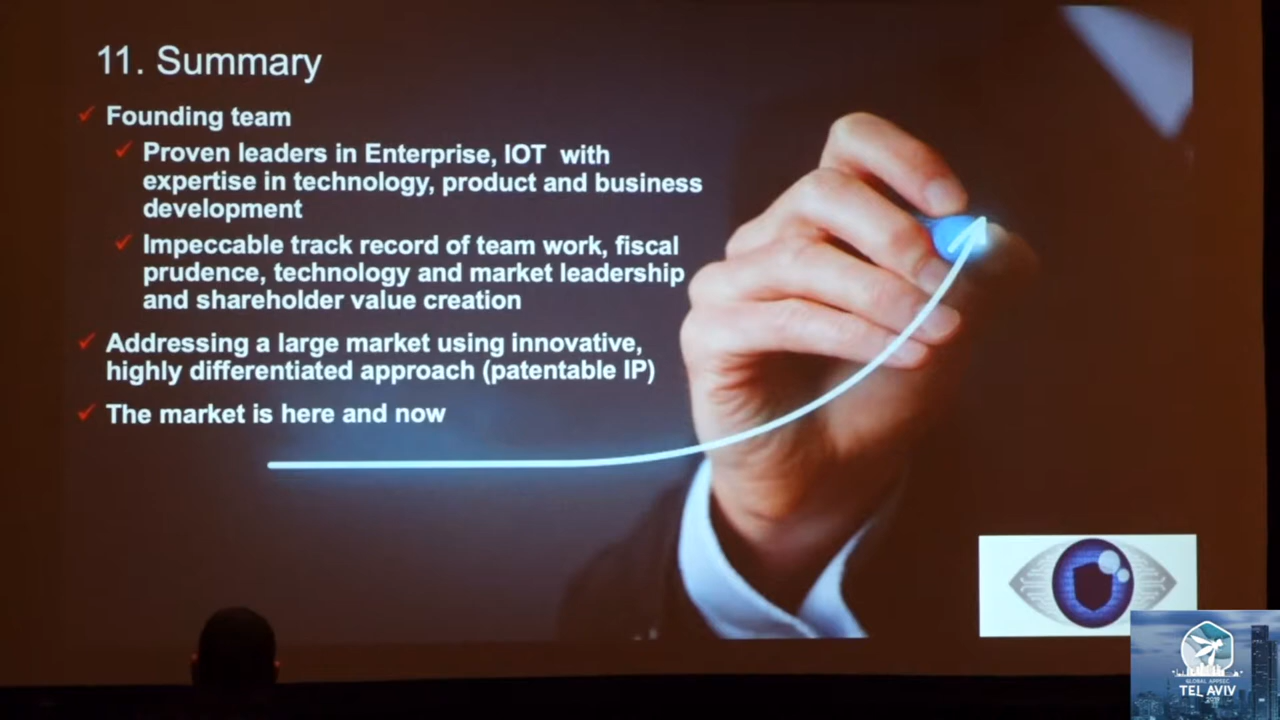 11. Summary
Founding team
Proven leaders in Enterprise, IOT with
expertise in technology, product and business
development
Impeccable track record of team work, fiscal
prudence, technology and market leadership
and shareholder value creation
Addressing a large market using innovative,
highly differentiated approach (patentable IP)
The market is here and now
GLOBAL APPSEC
TEL AVIV
2019